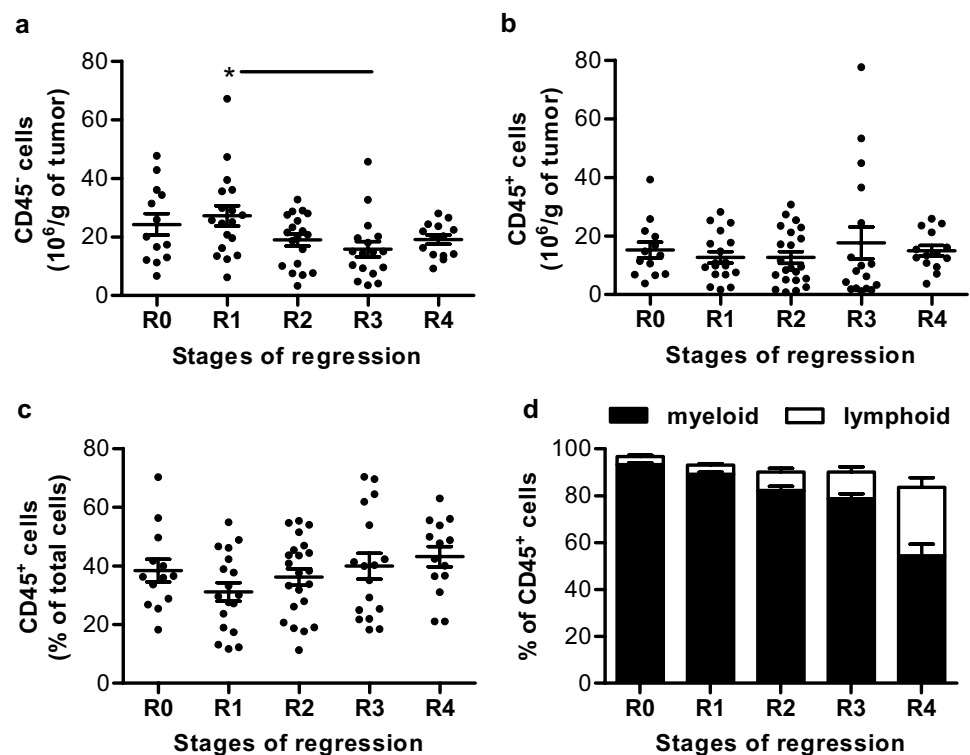 a
80
60
40
20
0
CD45⁻ cells
(10⁶/g of tumor)
*
R0 R1 R2 R3 R4
Stages of regression
b
80
60
40
20
0
CD45⁺ cells
(10⁶/g of tumor)
R0 R1 R2 R3 R4
Stages of regression
c
80
60
40
20
0
CD45⁺ cells
(% of total cells)
R0 R1 R2 R3 R4
Stages of regression
d
myeloid lymphoid
100
80
60
40
20
0
% of CD45⁺ cells
R0 R1 R2 R3 R4
Stages of regression